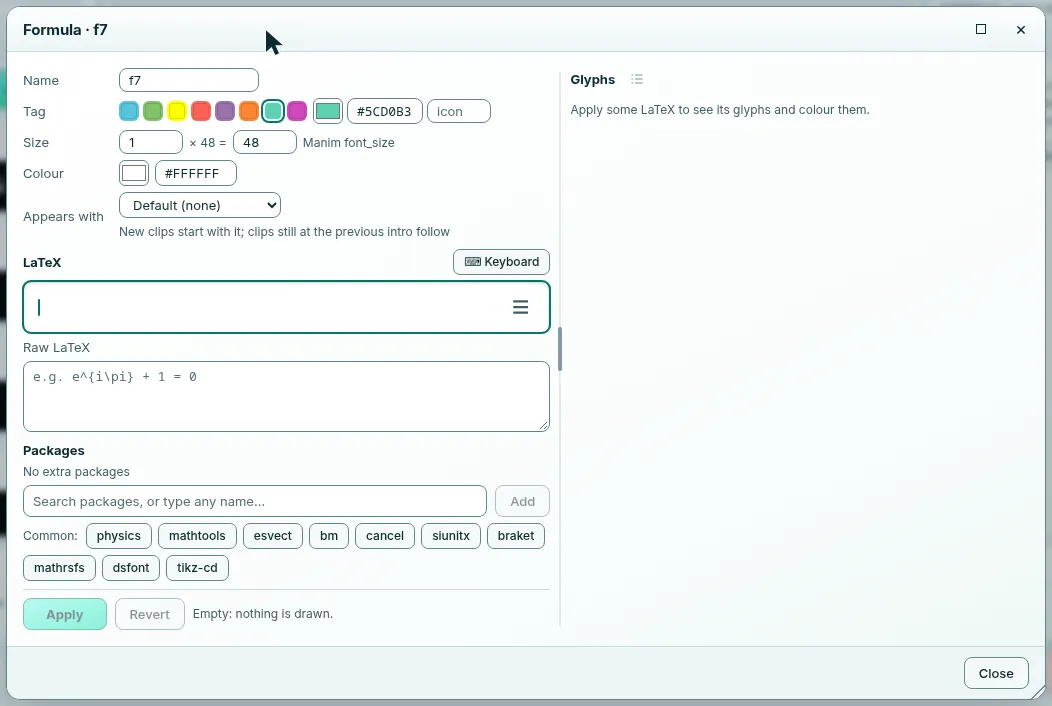 Formula · f7
Name
f7
Tag
#5CD0B3
icon
Size
1
× 48 =
48
Manim font_size
Colour
#FFFFFF
Appears with
Default (none)
New clips start with it; clips still at the previous intro follow
LaTeX
Keyboard
Raw LaTeX
e.g. e^{i\pi} + 1 = 0
Packages
No extra packages
Search packages, or type any name...
Add
Common:
physics
mathtools
esvect
bm
cancel
siunitx
braket
mathrsfs
dsfont
tikz-cd
Apply
Revert
Empty: nothing is drawn.
Glyphs
Apply some LaTeX to see its glyphs and colour them.
Close